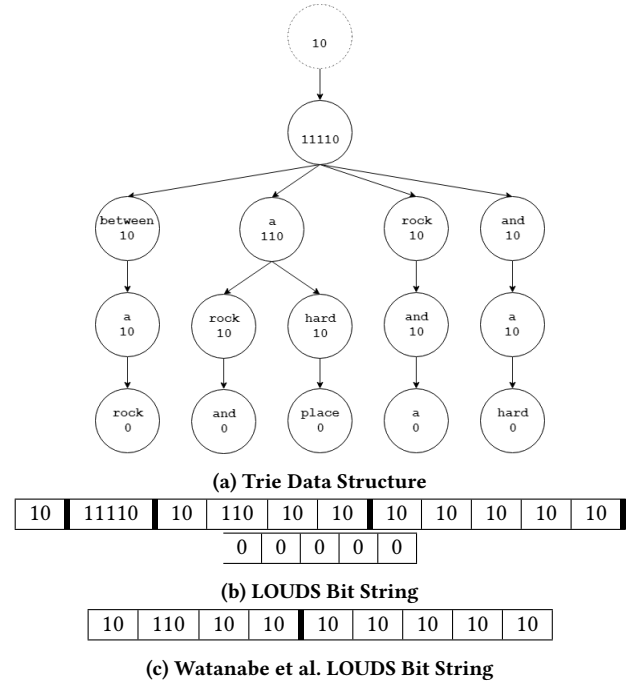 10
11110
between a rock and
10 110 10 10
a rock hard and a
10 10 10 10 10
rock and place a hard
0 0 0 0 0
(a) Trie Data Structure
10 11110 10 110 10 10 10 10 10 10 10
0 0 0 0 0
(b) LOUDS Bit String
10 110 10 10 10 10 10 10 10
(c) Watanabe et al. LOUDS Bit String